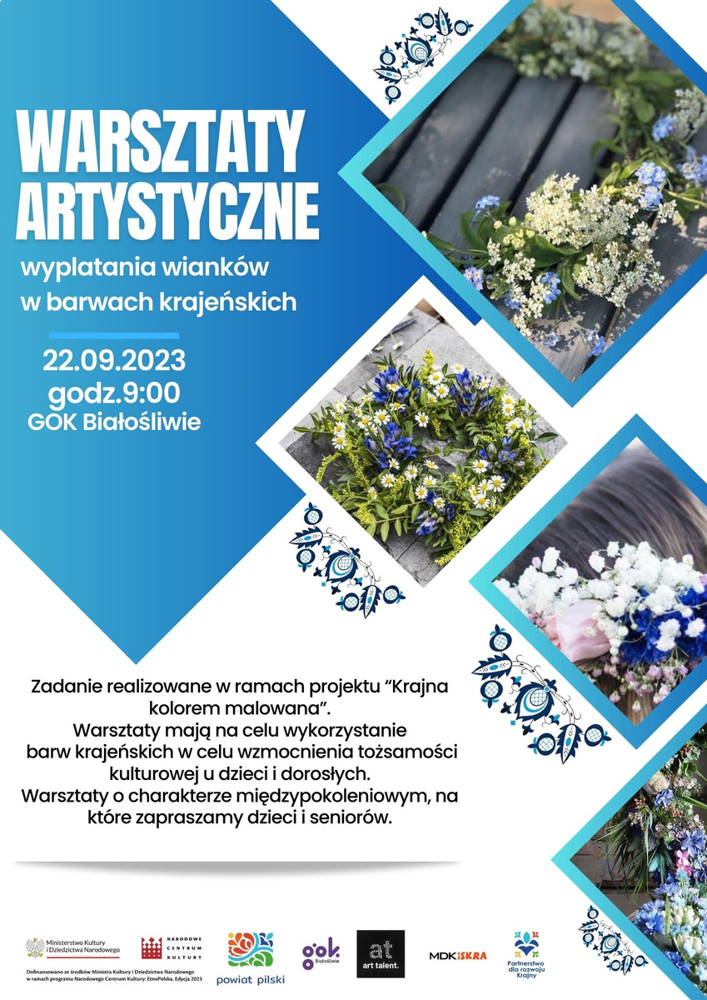 WARSZTATY
ARTYSTYCZNE
wyplatania wianków
w barwach krajeńskich
22.09.2023
godz.9:00
GOK Białośliwie
Zadanie realizowane w ramach projektu “Krajna
kolorem malowana”.
Warsztaty mają na celu wykorzystanie
barw krajeńskich w celu wzmocnienia tożsamości
kulturowej u dzieci i dorosłych.
Warsztaty o charakterze międzypokoleniowym, na
które zapraszamy dzieci i seniorów.
Ministerstwo Kultury
i Dziedzictwa Narodowego
NARODOWE
CENTRUM
KULTURY
Dofinansowano ze środków Ministra Kultury i Dziedzictwa Narodowego
w ramach programu Narodowego Centrum Kultury: EtnoPolska. Edycja 2023
powiat pilski
gok
Białośliwie
at
art talent.
MDK iSKRA
Partnerstwo
dla rozwoju
Krajny